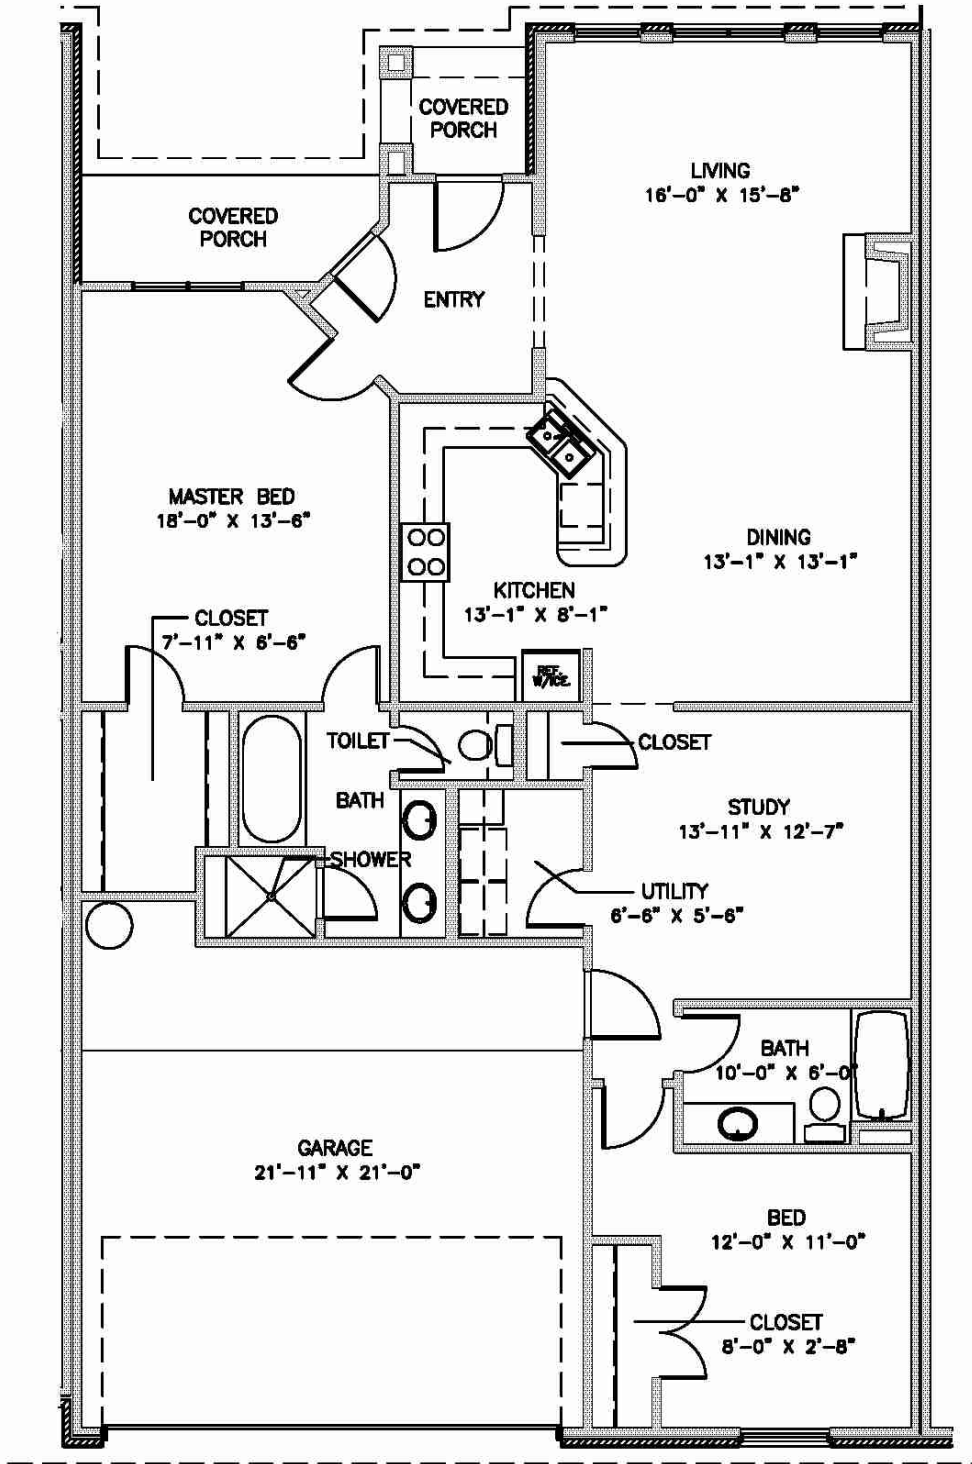 COVERED
PORCH
LIVING
16'-0" X 15'-8"
COVERED
PORCH
ENTRY
MASTER BED
18'-0" X 13'-6"
DINING
13'-1" X 13'-1"
KITCHEN
13'-1" X 8'-1"
CLOSET
7'-11" X 6'-6"
REF.
W/ICE.
TOILET
CLOSET
BATH
STUDY
13'-11" X 12'-7"
SHOWER
UTILITY
6'-6" X 5'-6"
BATH
10'-0" X 6'-0"
GARAGE
21'-11" X 21'-0"
BED
12'-0" X 11'-0"
CLOSET
8'-0" X 2'-8"